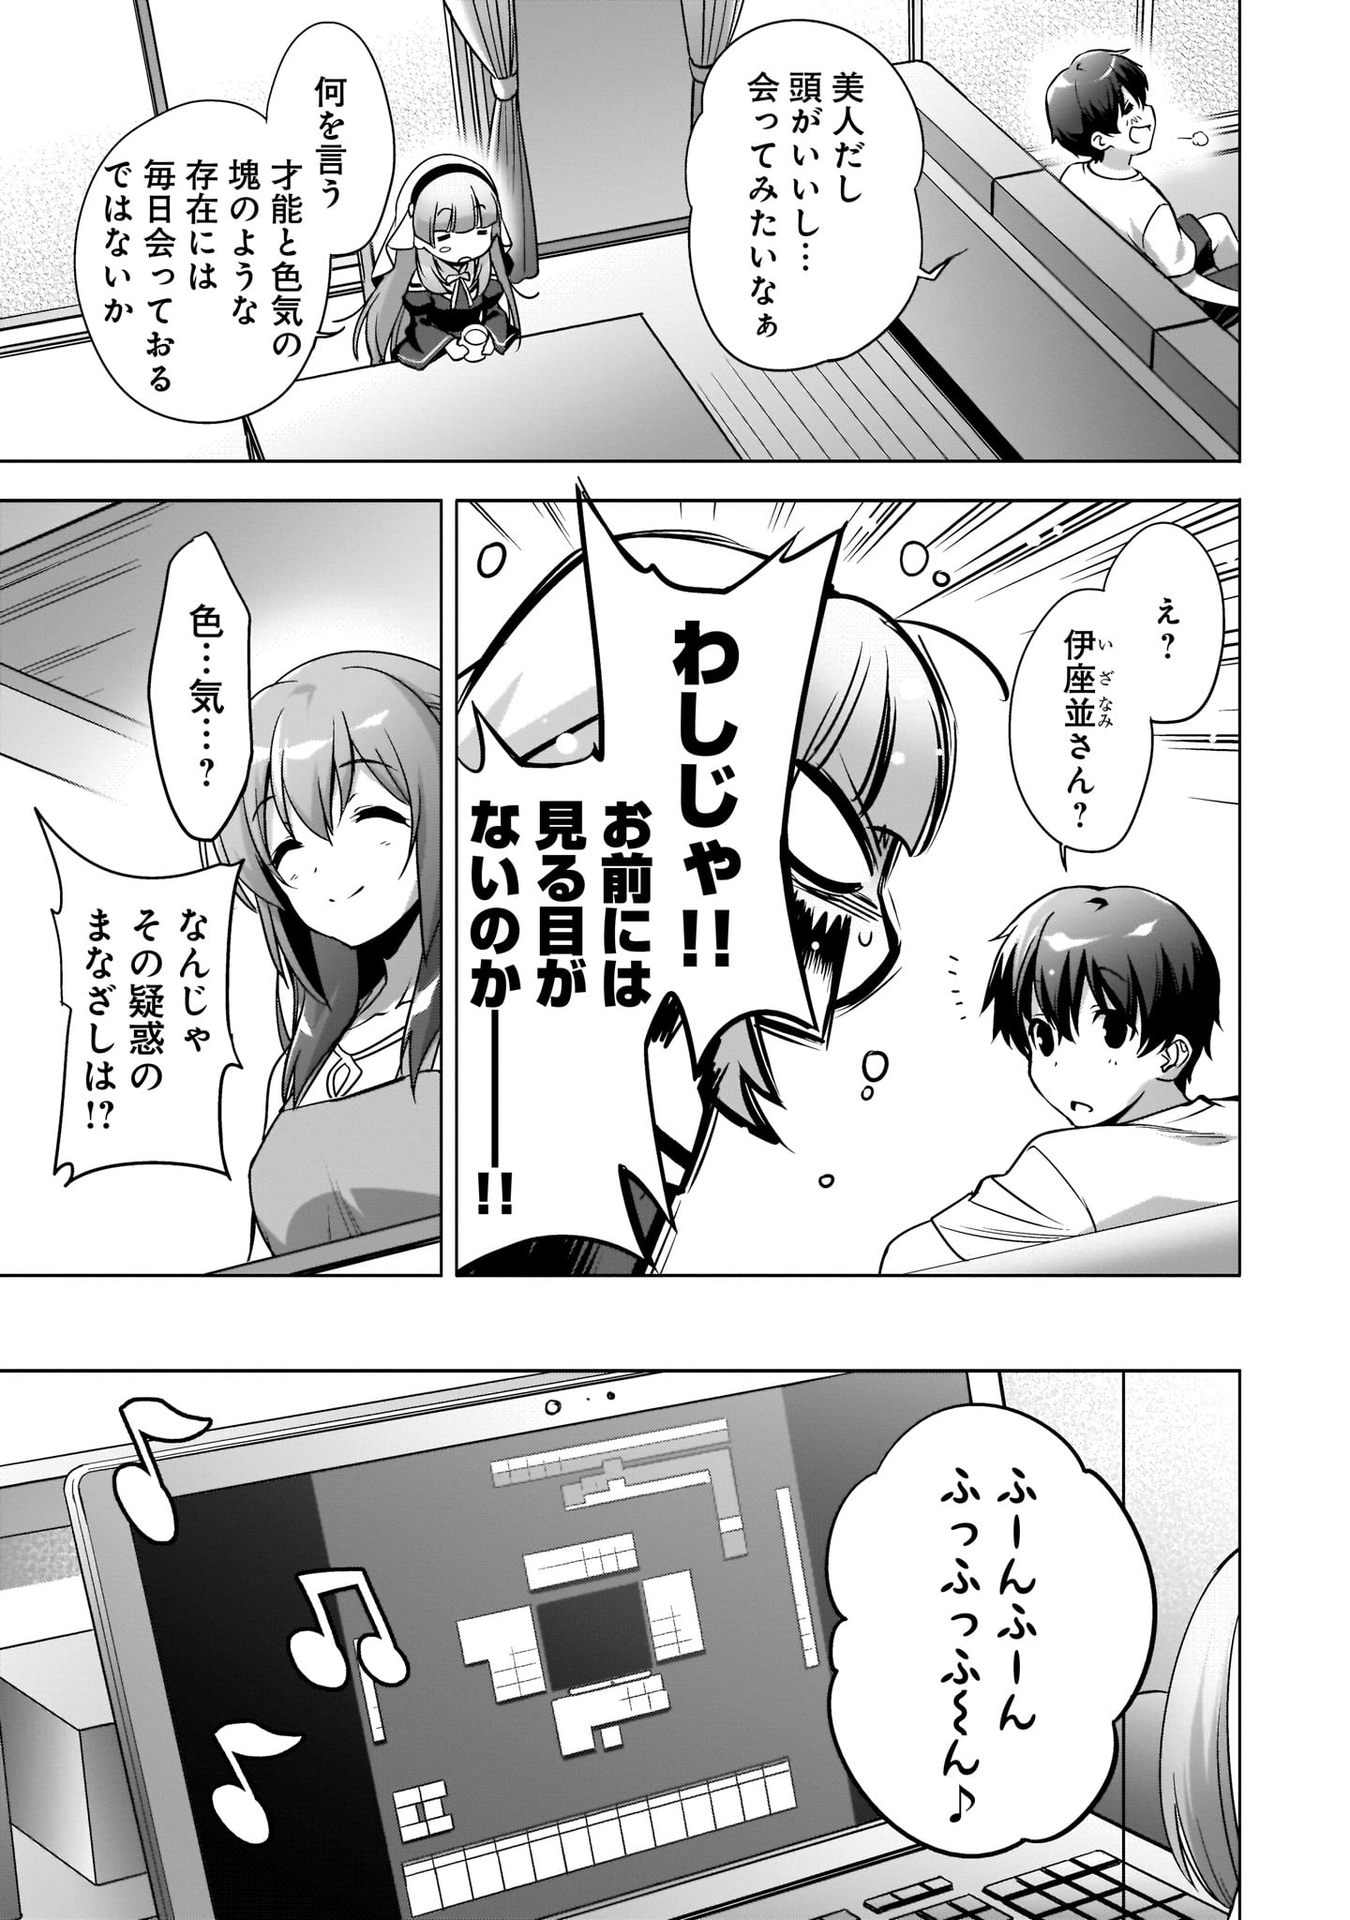 美人だし
頭がいいし…
会ってみたいなぁ
何を言う
才能と色気の
塊のような
存在には
毎日会っておる
ではないか
え?
伊座並さん?
いざなみ
わしじゃ!!
お前には
見る目が
ないのか――!!
色…気…?
なんじゃ
その疑惑の
まなざしは!?
ふーんふーん
ふっふっふ〜ん♪